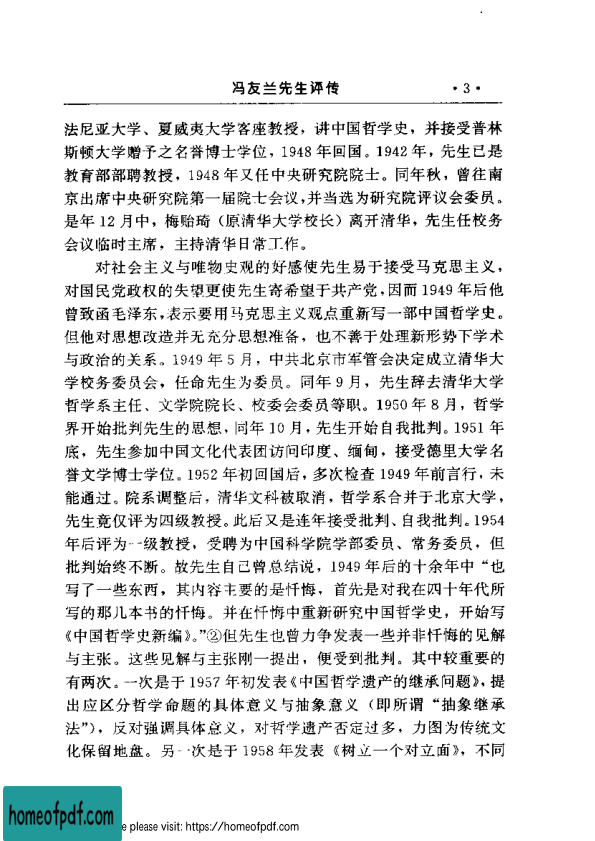 冯友兰先生评传 ·3·
法尼亚大学、夏威夷大学客座教授，讲中国哲学史，并接受普林
斯顿大学赠予之名誉博士学位，1948年回国。1942年，先生已是
教育部部聘教授，1948年又任中央研究院院士。同年秋，曾往南
京出席中央研究院第一届院士会议，并当选为研究院评议会委员。
是年12月中，梅贻琦（原清华大学校长）离开清华，先生任校务
会议临时主席，主持清华日常工作。
对社会主义与唯物史观的好感使先生易于接受马克思主义，
对国民党政权的失望更使先生寄希望于共产党，因而1949年后他
曾致函毛泽东，表示要用马克思主义观点重新写一部中国哲学史。
但他对思想改造并无充分思想准备，也不善于处理新形势下学术
与政治的关系。1949年5月，中共北京市军管会决定成立清华大
学校务委员会，任命先生为委员。同年9月，先生辞去清华大学
哲学系主任、文学院院长、校委会委员等职。1950年8月，哲学
界开始批判先生的思想，同年10月，先生开始自我批判。1951年
底，先生参加中国文化代表团访问印度、缅甸，接受德里大学名
誉文学博士学位。1952年初回国后，多次检查1949年前言行，未
能通过。院系调整后，清华文科被取消，哲学系合并于北京大学，
先生竟仅评为四级教授。此后又是连年接受批判、自我批判。1954
年后评为一级教授，受聘为中国科学院学部委员、常务委员，但
批判始终不断。故先生自己曾总结说，1949年后的十余年中“也
写了一些东西，其内容主要的是忏悔，首先是对我在四十年代所
写的那几本书的忏悔。并在忏悔中重新研究中国哲学史，开始写
《中国哲学史新编》。”②但先生也曾力争发表一些并非忏悔的见解
与主张。这些见解与主张刚一提出，便受到批判。其中较重要的
有两次。一次是于1957年初发表《中国哲学遗产的继承问题》，提
出应区分哲学命题的具体意义与抽象意义（即所谓“抽象继承
法”），反对强调具体意义，对哲学遗产否定过多，力图为传统文
化保留地盘。另一次是于1958年发表《树立一个对立面》，不同
homeofpdf.com
e please visit: https://homeofpdf.com